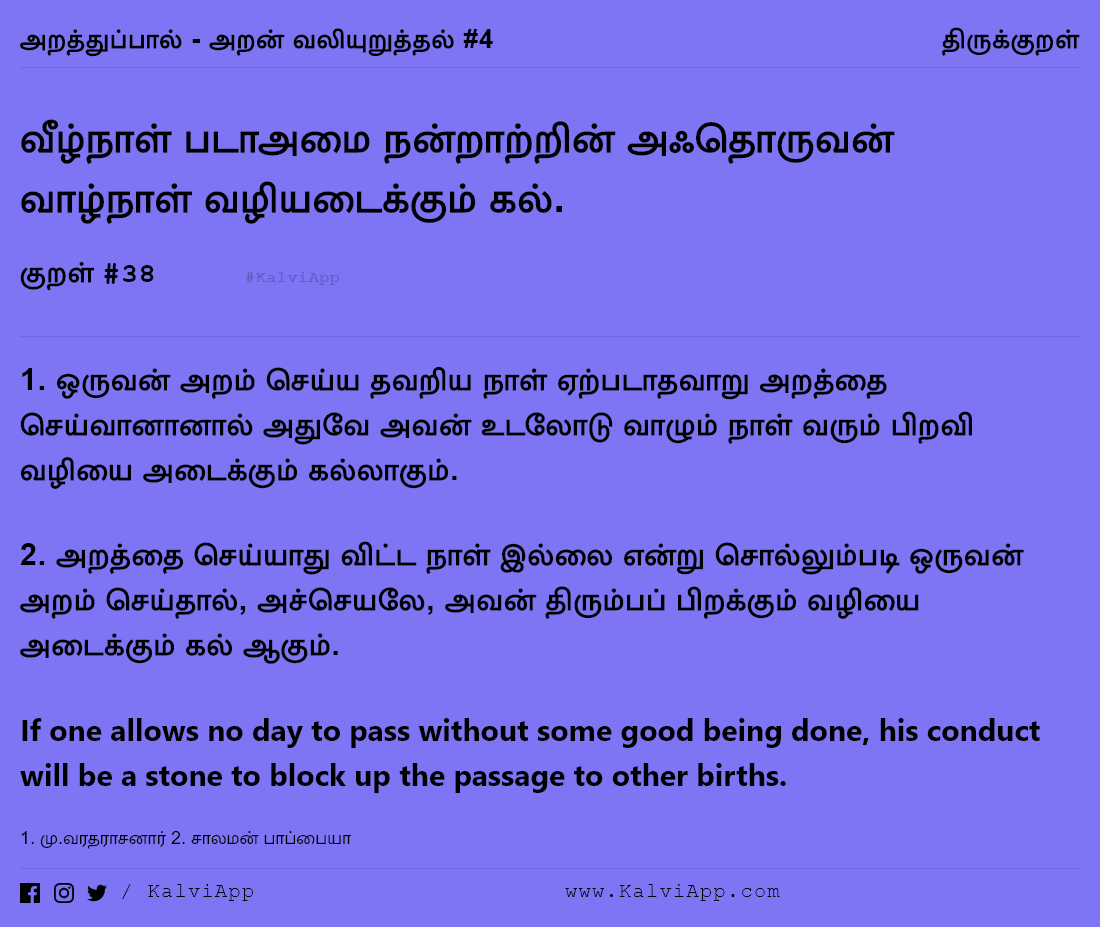 அறத்துப்பால் - அறன் வலியுறுத்தல் #4 திருக்குறள்
வீழ்நாள் படாஅமை நன்றாற்றின் அஃதொருவன்
வாழ்நாள் வழியடைக்கும் கல்.
குறள் #38 #KalviApp
1. ஒருவன் அறம் செய்ய தவறிய நாள் ஏற்படாதவாறு அறத்தை
செய்வானானால் அதுவே அவன் உடலோடு வாழும் நாள் வரும் பிறவி
வழியை அடைக்கும் கல்லாகும்.
2. அறத்தை செய்யாது விட்ட நாள் இல்லை என்று சொல்லும்படி ஒருவன்
அறம் செய்தால், அச்செயலே, அவன் திரும்பப் பிறக்கும் வழியை
அடைக்கும் கல் ஆகும்.
If one allows no day to pass without some good being done, his conduct
will be a stone to block up the passage to other births.
1. மு.வரதராசனார் 2. சாலமன் பாப்பையா
/ KalviApp www.KalviApp.com